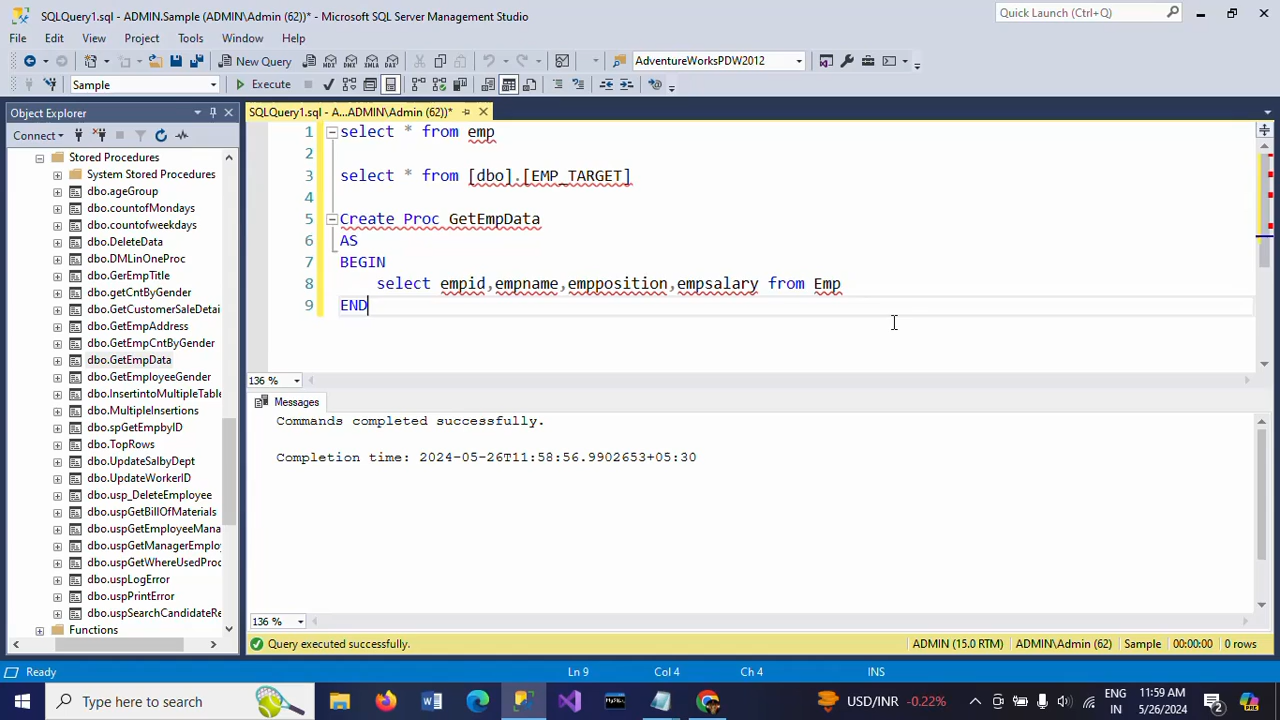 SQLQuery1.sql - ADMIN.Sample (ADMIN\Admin (62))* - Microsoft SQL Server Management Studio
Quick Launch (Ctrl+Q)
File Edit View Project Tools Window Help
New Query
MDX DMX XMLA DAX
AdventureWorksPDW2012
Sample
Execute
Object Explorer
SQLQuery1.sql - A...ADMIN\Admin (62))*
Connect
Stored Procedures
System Stored Procedures
dbo.ageGroup
dbo.countofMondays
dbo.countofweekdays
dbo.DeleteData
dbo.DMLinOneProc
dbo.GerEmpTitle
dbo.getCntByGender
dbo.GetCustomerSaleDetai
dbo.GetEmpAddress
dbo.GetEmpCntByGender
dbo.GetEmpData
dbo.GetEmployeeGender
dbo.InsertintoMultipleTable
dbo.MultipleInsertions
dbo.spGetEmpbyID
dbo.TopRows
dbo.UpdateSalbyDept
dbo.UpdateWorkerID
dbo.usp_DeleteEmployee
dbo.uspGetBillOfMaterials
dbo.uspGetEmployeeMana
dbo.uspGetManagerEmplo
dbo.uspGetWhereUsedProc
dbo.uspLogError
dbo.uspPrintError
dbo.uspSearchCandidateRe
Functions
1 select * from emp
2
3 select * from [dbo].[EMP_TARGET]
4
5 Create Proc GetEmpData
6 AS
7 BEGIN
8 select empid,empname,empposition,empsalary from Emp
9 END
136 %
Messages
Commands completed successfully.
Completion time: 2024-05-26T11:58:56.9902653+05:30
136 %
Query executed successfully. ADMIN (15.0 RTM) ADMIN\Admin (62) Sample 00:00:00 0 rows
Ready Ln 9 Col 4 Ch 4 INS
Type here to search
USD/INR -0.22%
ENG
IN
11:59 AM
5/26/2024
2